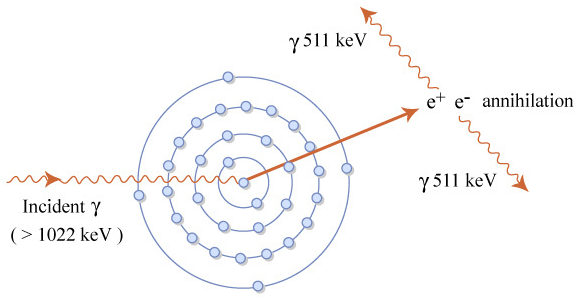 γ 511 keV
e⁺ e⁻ annihilation
γ 511 keV
Incident γ
( > 1022 keV )